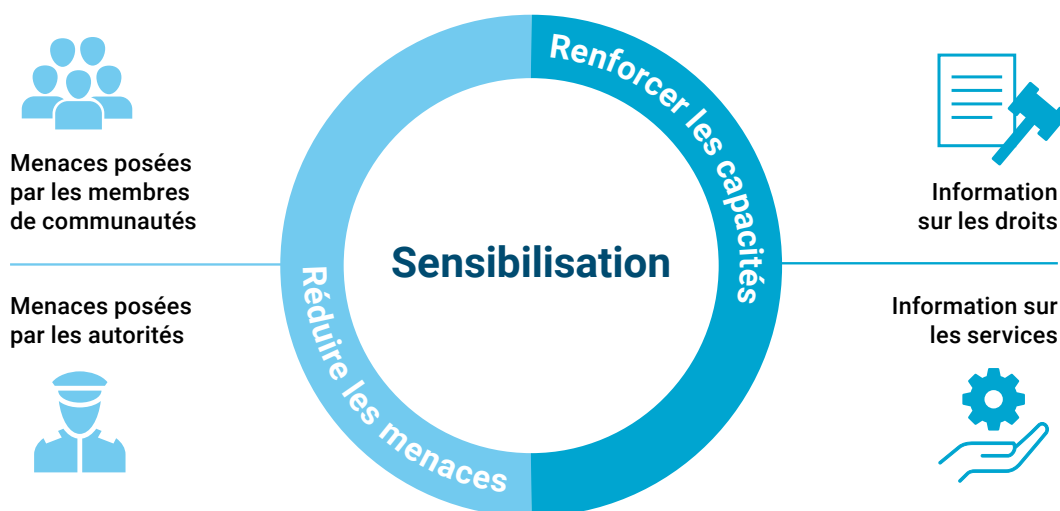 Renforcer les capacités
Menaces posées
par les membres
de communautés
Information
sur les droits
Sensibilisation
Réduire les menaces
Menaces posées
par les autorités
Information sur
les services